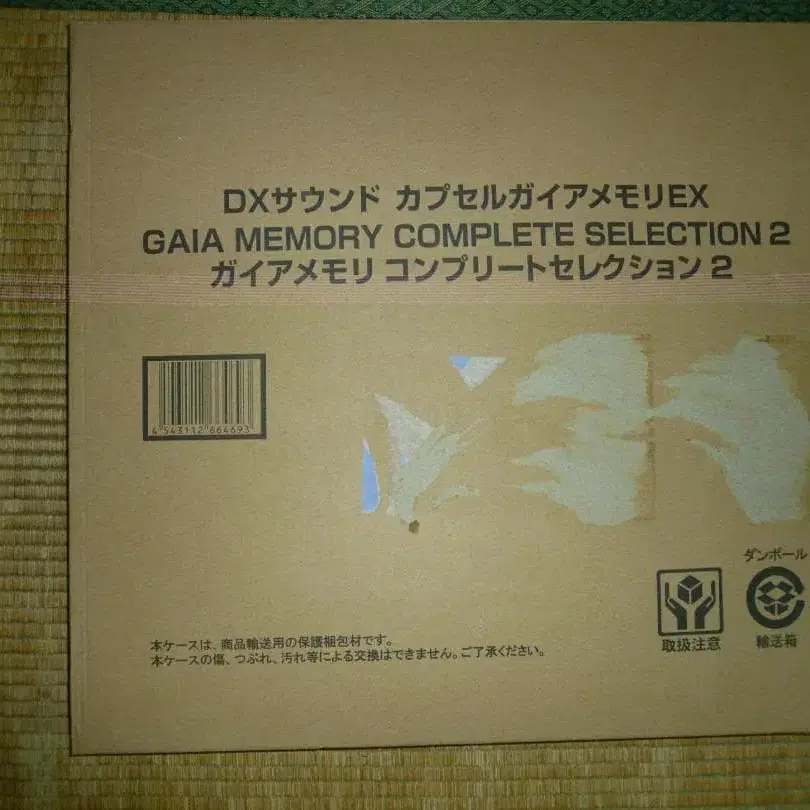 DXサウンド カプセルガイアメモリEX
GAIA MEMORY COMPLETE SELECTION 2
ガイアメモリ コンプリートセレクション 2
4 543112 664693
ダンボール
取扱注意
輸送箱
本ケースは、商品輸送用の保護梱包材です。
本ケースの傷、つぶれ、汚れ等による交換はできません。ご了承ください。